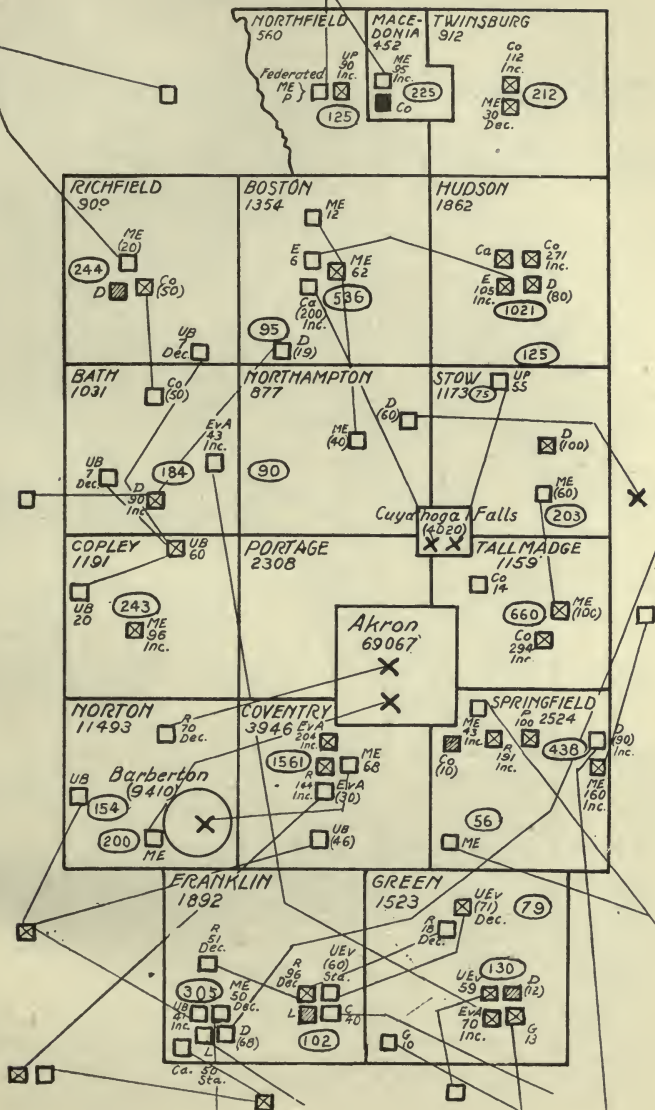 NORTHFIELD
560
MACE-
DONIA
452
TWINSBURG
912
UP
90
Inc.
Federated
ME
P
125
ME
95
Inc.
225
Co
Co
112
Inc.
212
ME
30
Dec.
RICHFIELD
909
ME
(20)
244
D
Co
(50)
UB
7
Dec.
BOSTON
1354
ME
12
E
6
ME
62
Ca
(200)
Inc.
536
95
D
(19)
HUDSON
1862
Ca
Co
271
Inc.
E
105
Inc.
D
(80)
1021
125
BATH
1031
Co
(50)
EvA
43
Inc.
UB
7
Dec.
184
D
90
Inc
NORTHAMPTON
877
D
(60)
ME
(40)
90
STOW
1173
75
UP
55
D
(100)
ME
(60)
203
Cuyahoga Falls
(4020)
COPLEY
1191
UB
60
UB
20
243
ME
96
Inc.
PORTAGE
2308
TALLMADGE
1159
Co
14
660
ME
(100)
Co
294
Inc.
Akron
69067
NORTON
11493
R
70
Dec.
Barberton
(9410)
UB
154
200
ME
COVENTRY
3946
EvA
204
Inc.
1561
ME
68
R
144
Inc.
EvA
(30)
UB
(46)
SPRINGFIELD
2524
P
100
ME
43
Inc.
Co
(10)
R
191
Inc.
438
D
(90)
Inc.
ME
160
Inc.
56
ME
FRANKLIN
1892
R
51
Dec.
305
ME
50
Dec.
UB
41
Inc.
D
(68)
L
50
Sta.
Ca.
R
96
Dec
UEv
(60)
Sta.
L
C
40
102
GREEN
1523
UEv
(71)
Dec.
79
R
18
Dec.
130
UEv
59
D
(12)
EvA
70
Inc.
G
13
G
10